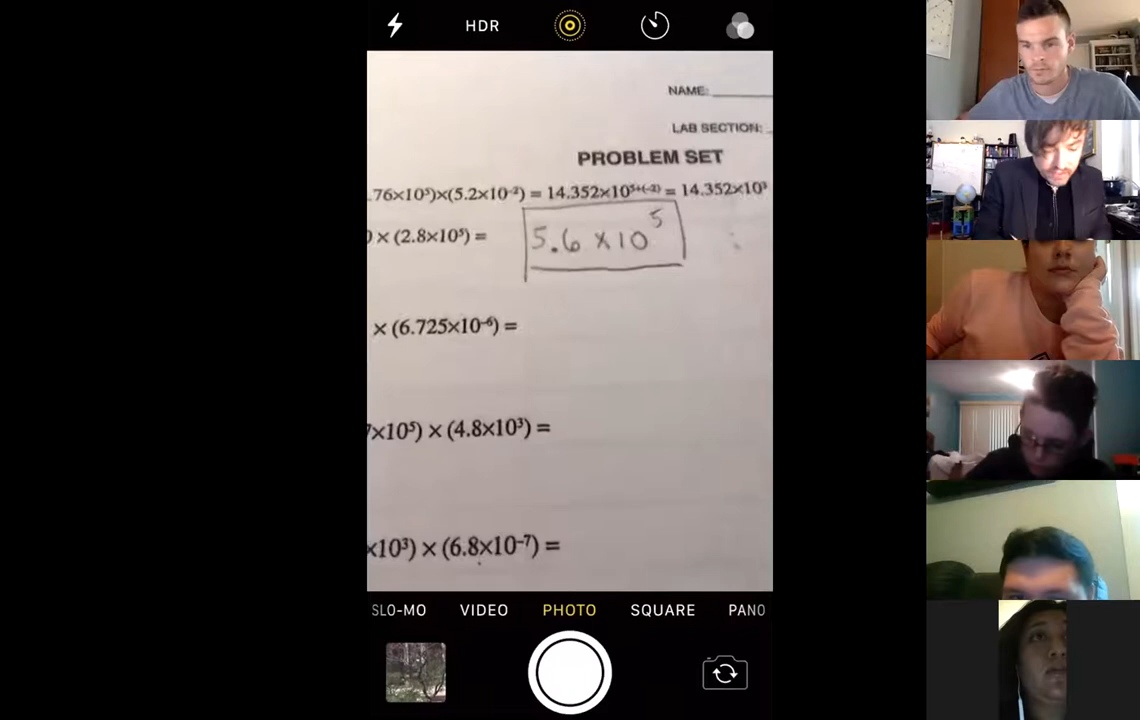 HDR
NAME:
LAB SECTION:
PROBLEM SET
.76×10⁵)×(5.2×10⁻²) = 14.352×10⁵⁺⁽⁻²⁾ = 14.352×10³
) × (2.8×10⁵) = 5.6 × 10⁵
× (6.725×10⁻⁶) =
7×10⁵) × (4.8×10³) =
×10³) × (6.8×10⁻⁷) =
SLO-MO VIDEO PHOTO SQUARE PANO